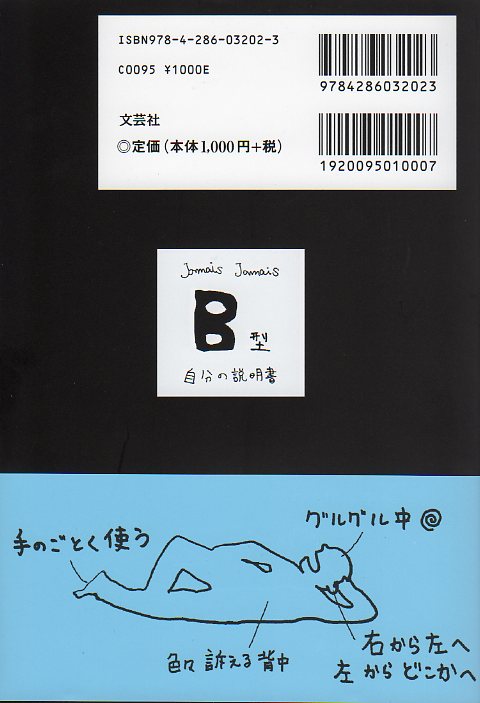 ISBN978-4-286-03202-3
C0095 ¥1000E
9784286032023
文芸社
◎定価(本体1,000円+税)
1920095010007
Jamais Jamais
B型
自分の説明書
グルグル中
手のごとく使う
色々訴える背中
右から左へ
左からどこかへ